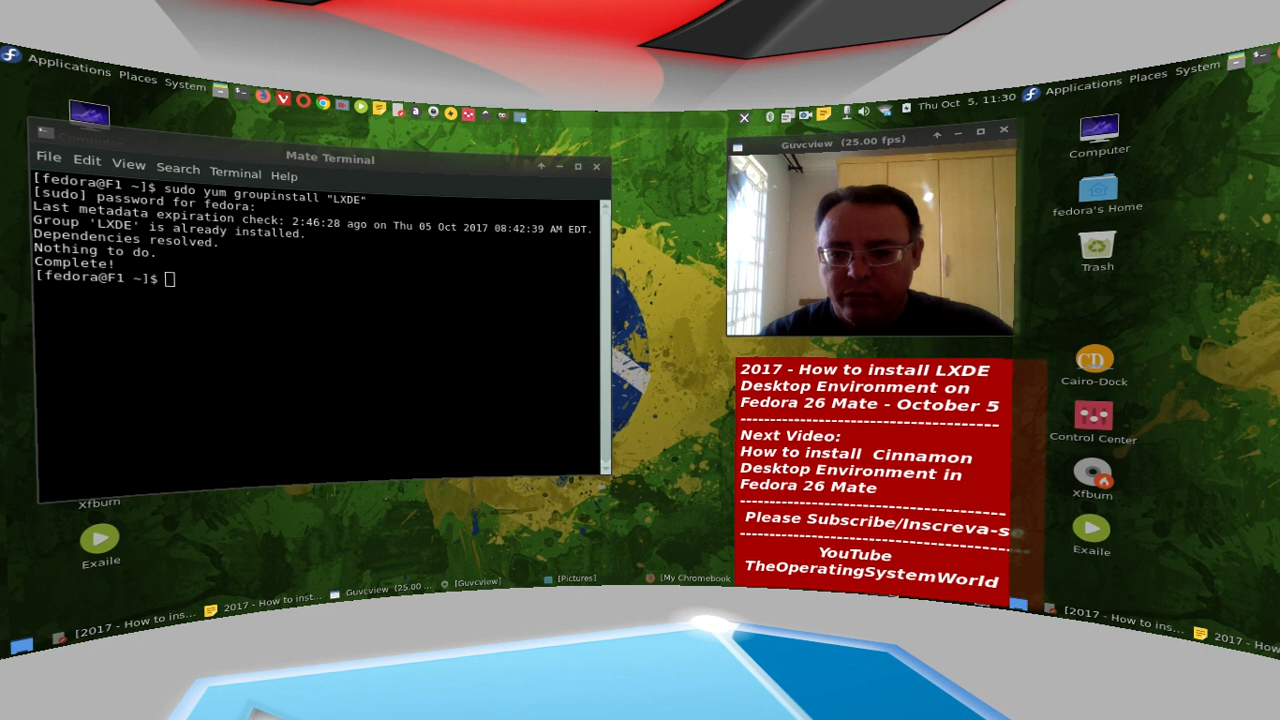 Applications Places System
Thu Oct 5, 11:30
Applications Places System
Mate Terminal
File Edit View Search Terminal Help
[fedora@F1 ~]$ sudo yum groupinstall "LXDE"
[sudo] password for fedora:
Last metadata expiration check: 2:46:28 ago on Thu 05 Oct 2017 08:42:39 AM EDT.
Group 'LXDE' is already installed.
Dependencies resolved.
Nothing to do.
Complete!
[fedora@F1 ~]$
Xfburn
Exaile
Guvcview (25.00 fps)
2017 - How to install LXDE
Desktop Environment on
Fedora 26 Mate - October 5
Next Video:
How to install Cinnamon
Desktop Environment in
Fedora 26 Mate
Please Subscribe/Inscreva-s
YouTube
TheOperatingSystemWorld
Computer
fedora's Home
Trash
CD
Cairo-Dock
Control Center
Xfburn
Exaile
[2017 - How to ins...
2017 - How to inst...
Guvcview (25.00 ...
[Guvcview]
[Pictures]
[My Chromebook
[2017 - How to ins...
2017 - How